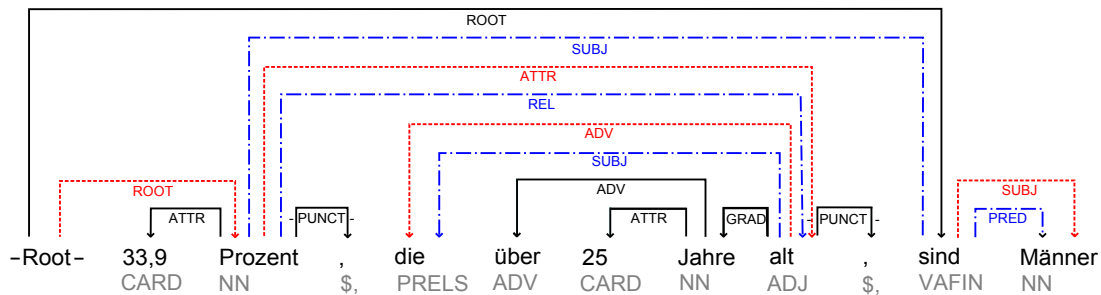 ROOT
SUBJ
ATTR
REL
ADV
SUBJ
ROOT ADV SUBJ
ATTR -PUNCT- ATTR GRAD -PUNCT- PRED
-Root- 33,9 Prozent , die über 25 Jahre alt , sind Männer
CARD NN $, PRELS ADV CARD NN ADJ $, VAFIN NN